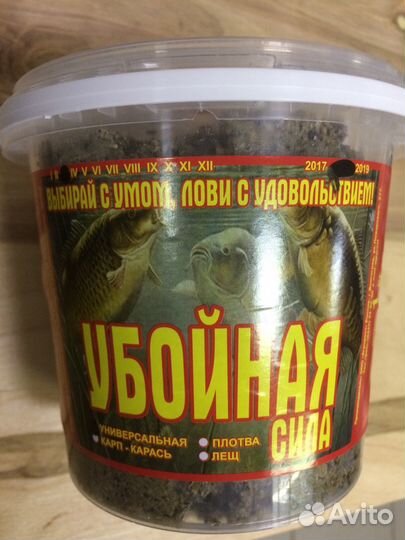 I IV V VI VII VIII IX X XI XII 2017 2019
ВЫБИРАЙ С УМОМ, ЛОВИ С УДОВОЛЬСТВИЕМ!
УБОЙНАЯ
СИЛА
УНИВЕРСАЛЬНАЯ ПЛОТВА
КАРП - КАРАСЬ ЛЕЩ
Avito